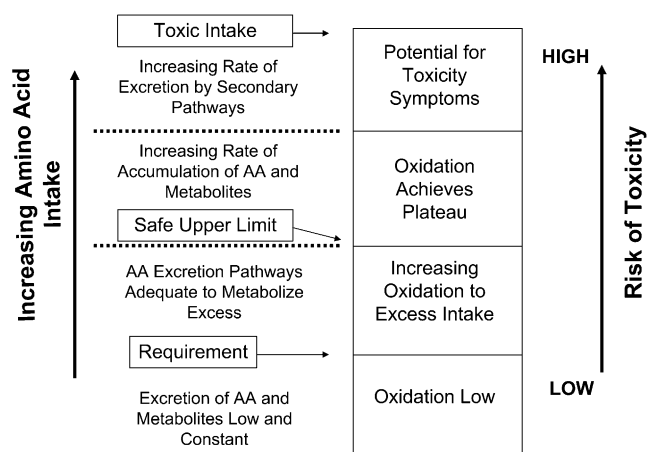 Toxic Intake
Increasing Rate of
Excretion by Secondary
Pathways
Increasing Rate of
Accumulation of AA and
Metabolites
Safe Upper Limit
AA Excretion Pathways
Adequate to Metabolize
Excess
Requirement
Excretion of AA and
Metabolites Low and
Constant
Increasing Amino Acid
Intake
Potential for
Toxicity
Symptoms
Oxidation
Achieves
Plateau
Increasing
Oxidation to
Excess Intake
Oxidation Low
HIGH
Risk of Toxicity
LOW